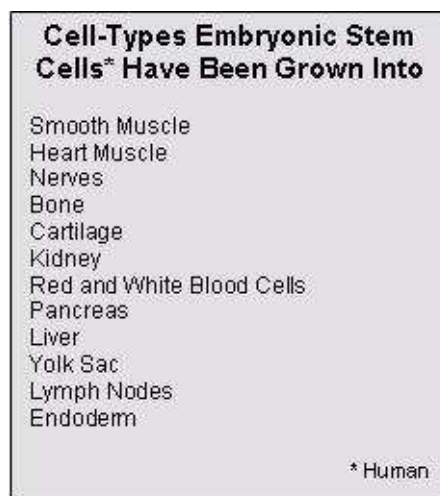 Cell-Types Embryonic Stem
Cells* Have Been Grown Into
Smooth Muscle
Heart Muscle
Nerves
Bone
Cartilage
Kidney
Red and White Blood Cells
Pancreas
Liver
Yolk Sac
Lymph Nodes
Endoderm
* Human